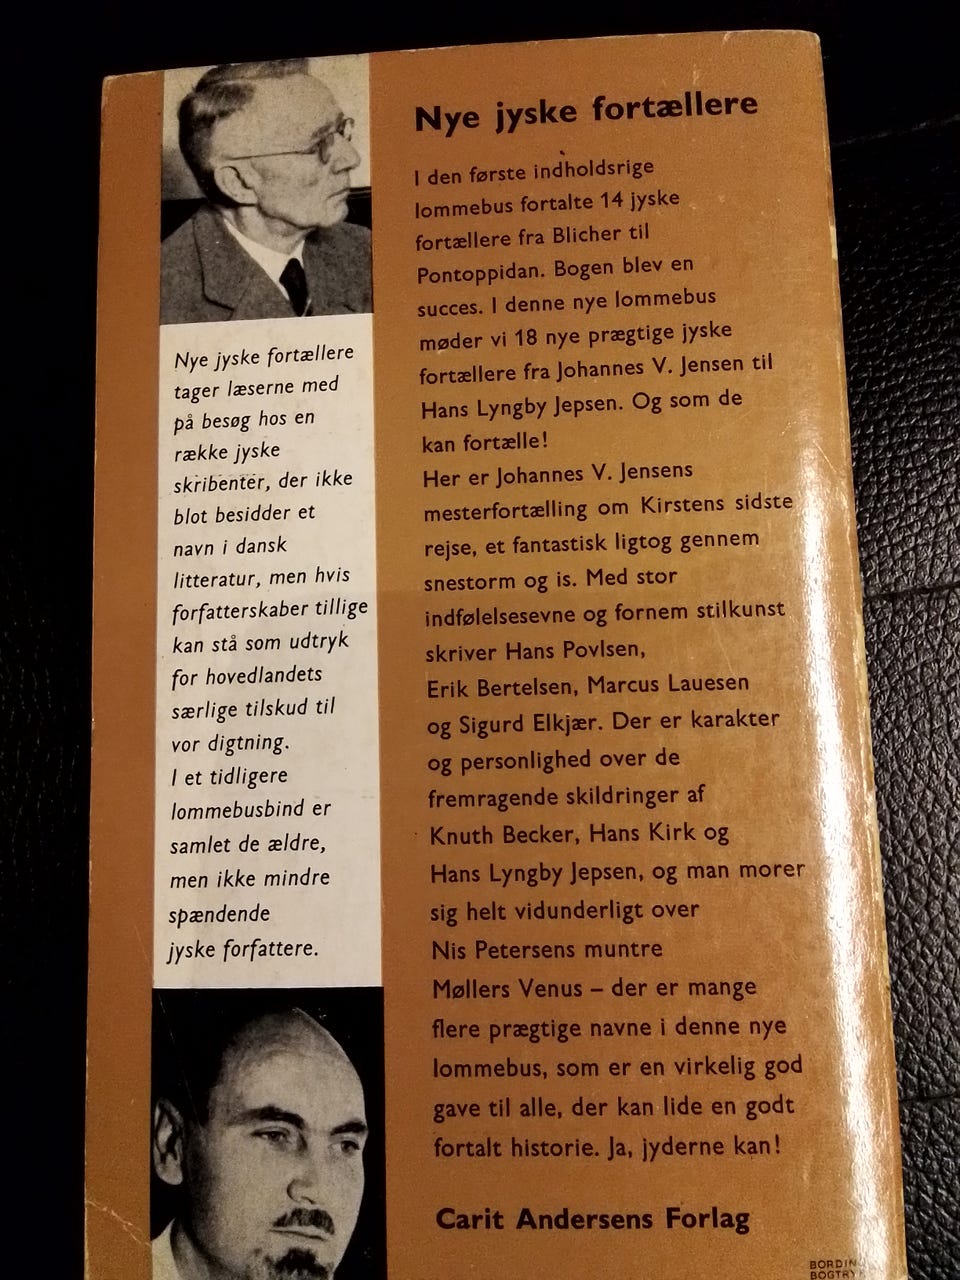 Nye jyske fortællere
I den første indholdsrige
lommebus fortalte 14 jyske
fortællere fra Blicher til
Pontoppidan. Bogen blev en
succes. I denne nye lommebus
møder vi 18 nye prægtige jyske
fortællere fra Johannes V. Jensen til
Hans Lyngby Jepsen. Og som de
kan fortælle!
Her er Johannes V. Jensens
mesterfortælling om Kirstens sidste
rejse, et fantastisk ligtog gennem
snestorm og is. Med stor
indfølelsesevne og fornem stilkunst
skriver Hans Povlsen,
Erik Bertelsen, Marcus Lauesen
og Sigurd Elkjær. Der er karakter
og personlighed over de
fremragende skildringer af
Knuth Becker, Hans Kirk og
Hans Lyngby Jepsen, og man morer
sig helt vidunderligt over
Nis Petersens muntre
Møllers Venus – der er mange
flere prægtige navne i denne nye
lommebus, som er en virkelig god
gave til alle, der kan lide en godt
fortalt historie. Ja, jyderne kan!
Carit Andersens Forlag
Nye jyske fortællere
tager læserne med
på besøg hos en
række jyske
skribenter, der ikke
blot besidder et
navn i dansk
litteratur, men hvis
forfatterskaber tillige
kan stå som udtryk
for hovedlandets
særlige tilskud til
vor digtning.
I et tidligere
lommebusbind er
samlet de ældre,
men ikke mindre
spændende
jyske forfattere.